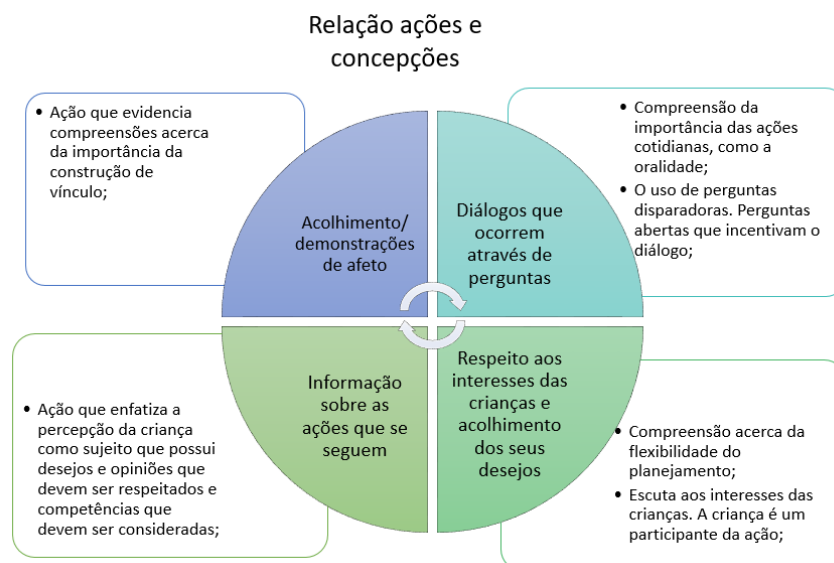 Relação ações e
concepções
• Ação que evidencia
compreensões acerca
da importância da
construção de
vínculo;
Acolhimento/
demonstrações
de afeto
Diálogos que
ocorrem
através de
perguntas
• Compreensão da
importância das ações
cotidianas, como a
oralidade;
• O uso de perguntas
disparadoras. Perguntas
abertas que incentivam o
diálogo;
• Ação que enfatiza a
percepção da criança
como sujeito que possui
desejos e opiniões que
devem ser respeitados e
competências que
devem ser consideradas;
Informação
sobre as
ações que se
seguem
Respeito aos
interesses das
crianças e
acolhimento
dos seus
desejos
• Compreensão acerca da
flexibilidade do
planejamento;
• Escuta aos interesses das
crianças. A criança é um
participante da ação;